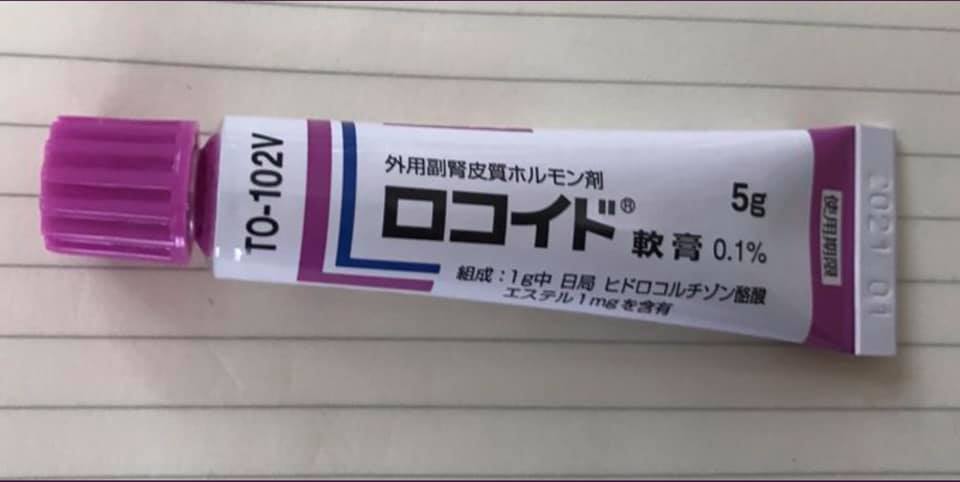 TO-102V
外用副腎皮質ホルモン剤
ロコイド®
軟膏 0.1%
5g
組成：1g中 日局 ヒドロコルチゾン酪酸
エステル1mgを含有
使用期限
2021 01